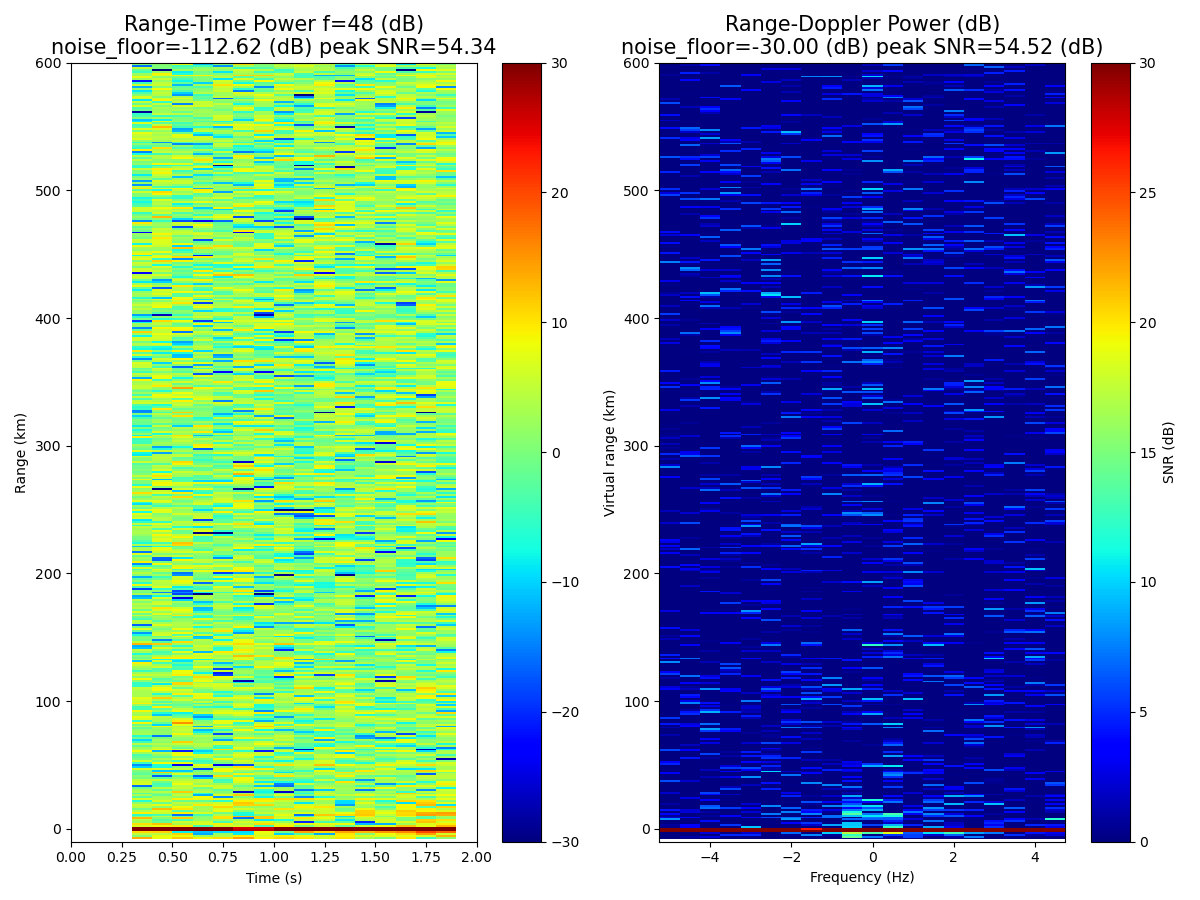 Range-Time Power f=48 (dB)
noise_floor=-112.62 (dB) peak SNR=54.34
600
500
400
300
200
100
0
Range (km)
0.00 0.25 0.50 0.75 1.00 1.25 1.50 1.75 2.00
Time (s)
30
20
10
0
−10
−20
−30
Range-Doppler Power (dB)
noise_floor=-30.00 (dB) peak SNR=54.52 (dB)
600
500
400
300
200
100
0
Virtual range (km)
−4 −2 0 2 4
Frequency (Hz)
30
25
20
15
10
5
0
SNR (dB)